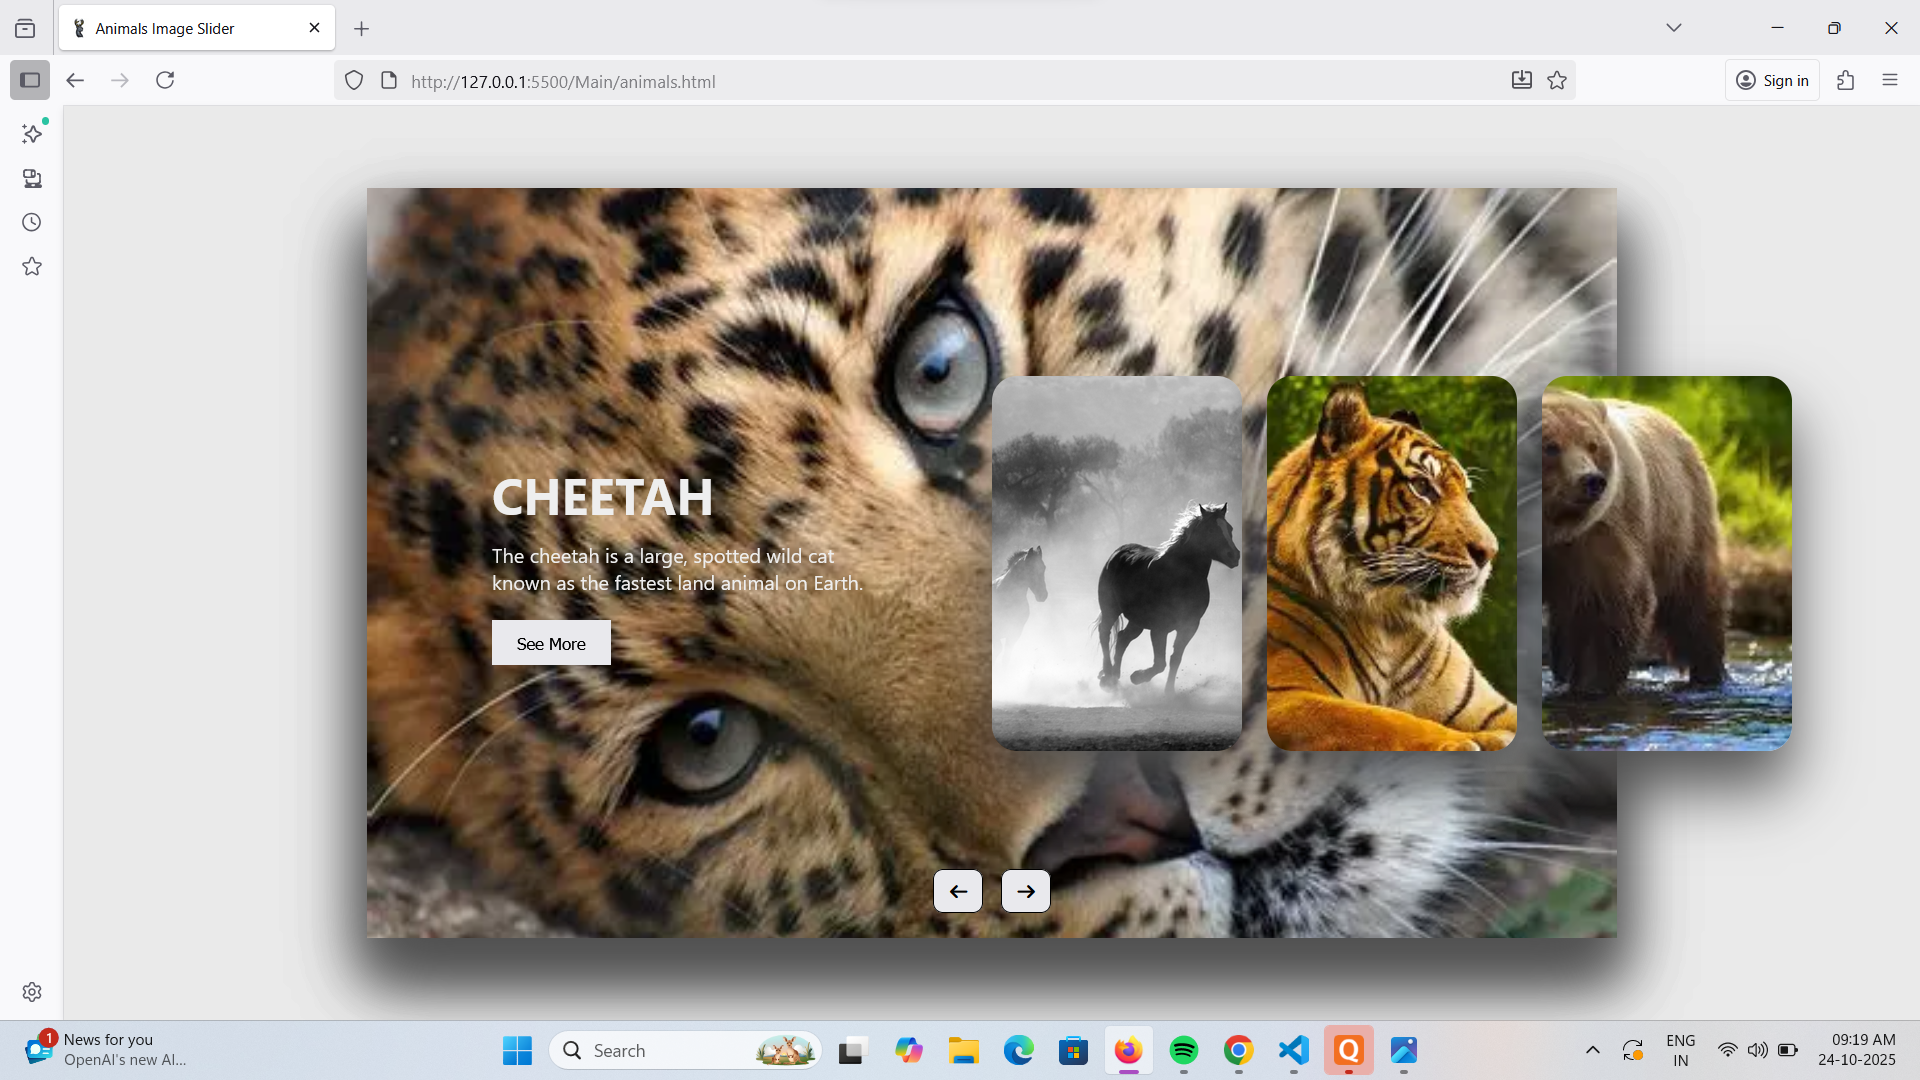 Animals Image Slider
http://127.0.0.1:5500/Main/animals.html
Sign in
CHEETAH
The cheetah is a large, spotted wild cat
known as the fastest land animal on Earth.
See More
1
News for you
OpenAI's new AI...
Search
Q
ENG
IN
09:19 AM
24-10-2025